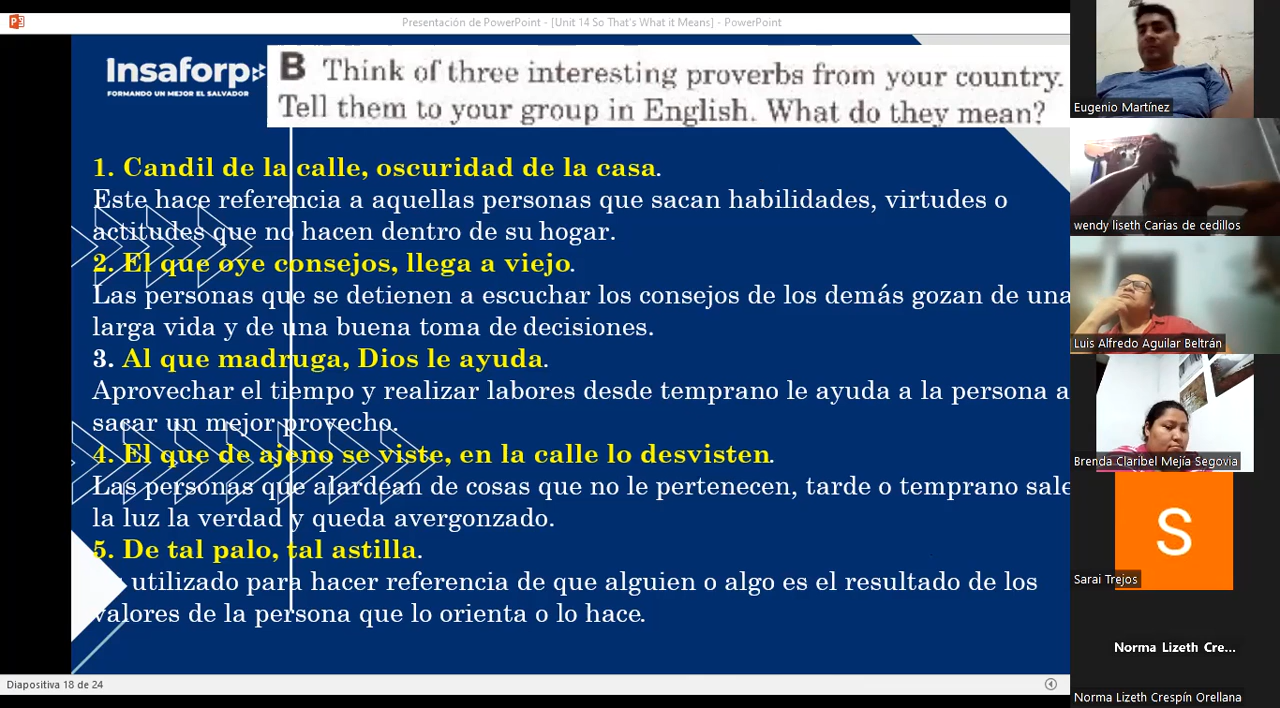 Presentación de PowerPoint - [Unit 14 So That's What it Means] - PowerPoint
Insaforp
FORMANDO UN MEJOR EL SALVADOR
B Think of three interesting proverbs from your country.
Tell them to your group in English. What do they mean?
1. Candil de la calle, oscuridad de la casa.
Este hace referencia a aquellas personas que sacan habilidades, virtudes o
actitudes que no hacen dentro de su hogar.
2. El que oye consejos, llega a viejo.
Las personas que se detienen a escuchar los consejos de los demás gozan de una
larga vida y de una buena toma de decisiones.
3. Al que madruga, Dios le ayuda.
Aprovechar el tiempo y realizar labores desde temprano le ayuda a la persona a
sacar un mejor provecho.
4. El que de ajeno se viste, en la calle lo desvisten.
Las personas que alardean de cosas que no le pertenecen, tarde o temprano sale
la luz la verdad y queda avergonzado.
5. De tal palo, tal astilla.
utilizado para hacer referencia de que alguien o algo es el resultado de los
valores de la persona que lo orienta o lo hace.
Diapositiva 18 de 24
Eugenio Martínez
wendy liseth Carias de cedillos
Luis Alfredo Aguilar Beltrán
Brenda Claribel Mejía Segovia
S
Sarai Trejos
Norma Lizeth Cre...
Norma Lizeth Crespín Orellana